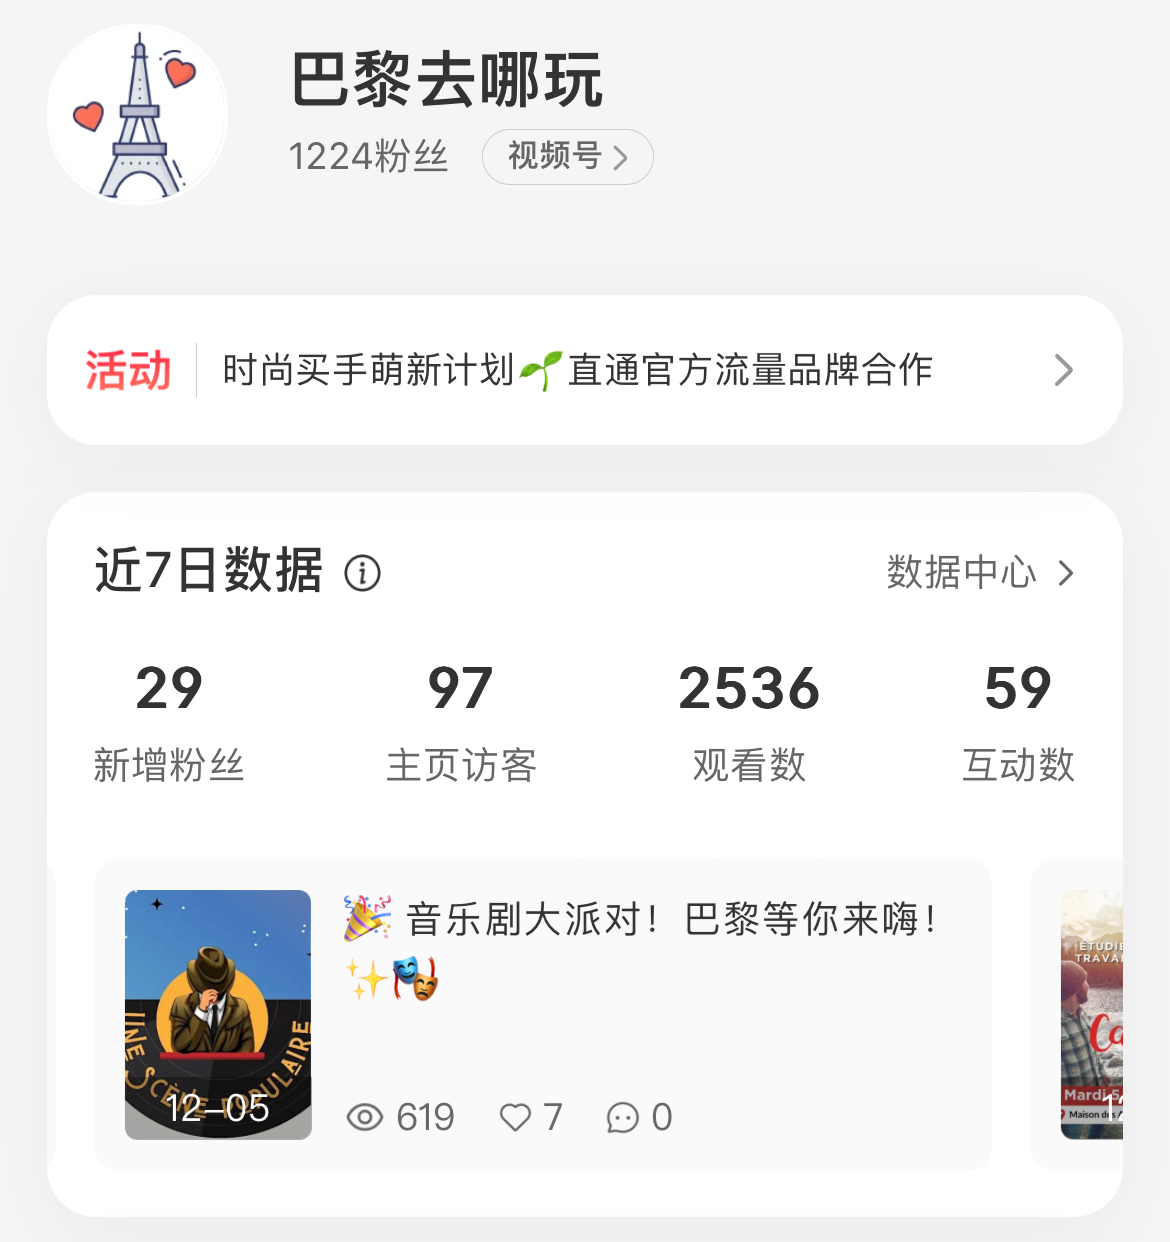 巴黎去哪玩
1224粉丝
视频号
活动
时尚买手萌新计划🌱直通官方流量品牌合作
近7日数据
数据中心
29
97
2536
59
新增粉丝
主页访客
观看数
互动数
🎉 音乐剧大派对！巴黎等你来嗨！
✨🎭
UNE SCÈNE POPULAIRE
12-05
619
7
0
ÉTUDIE
TRAVAI
Ca
Mardi 5
Maison des
12